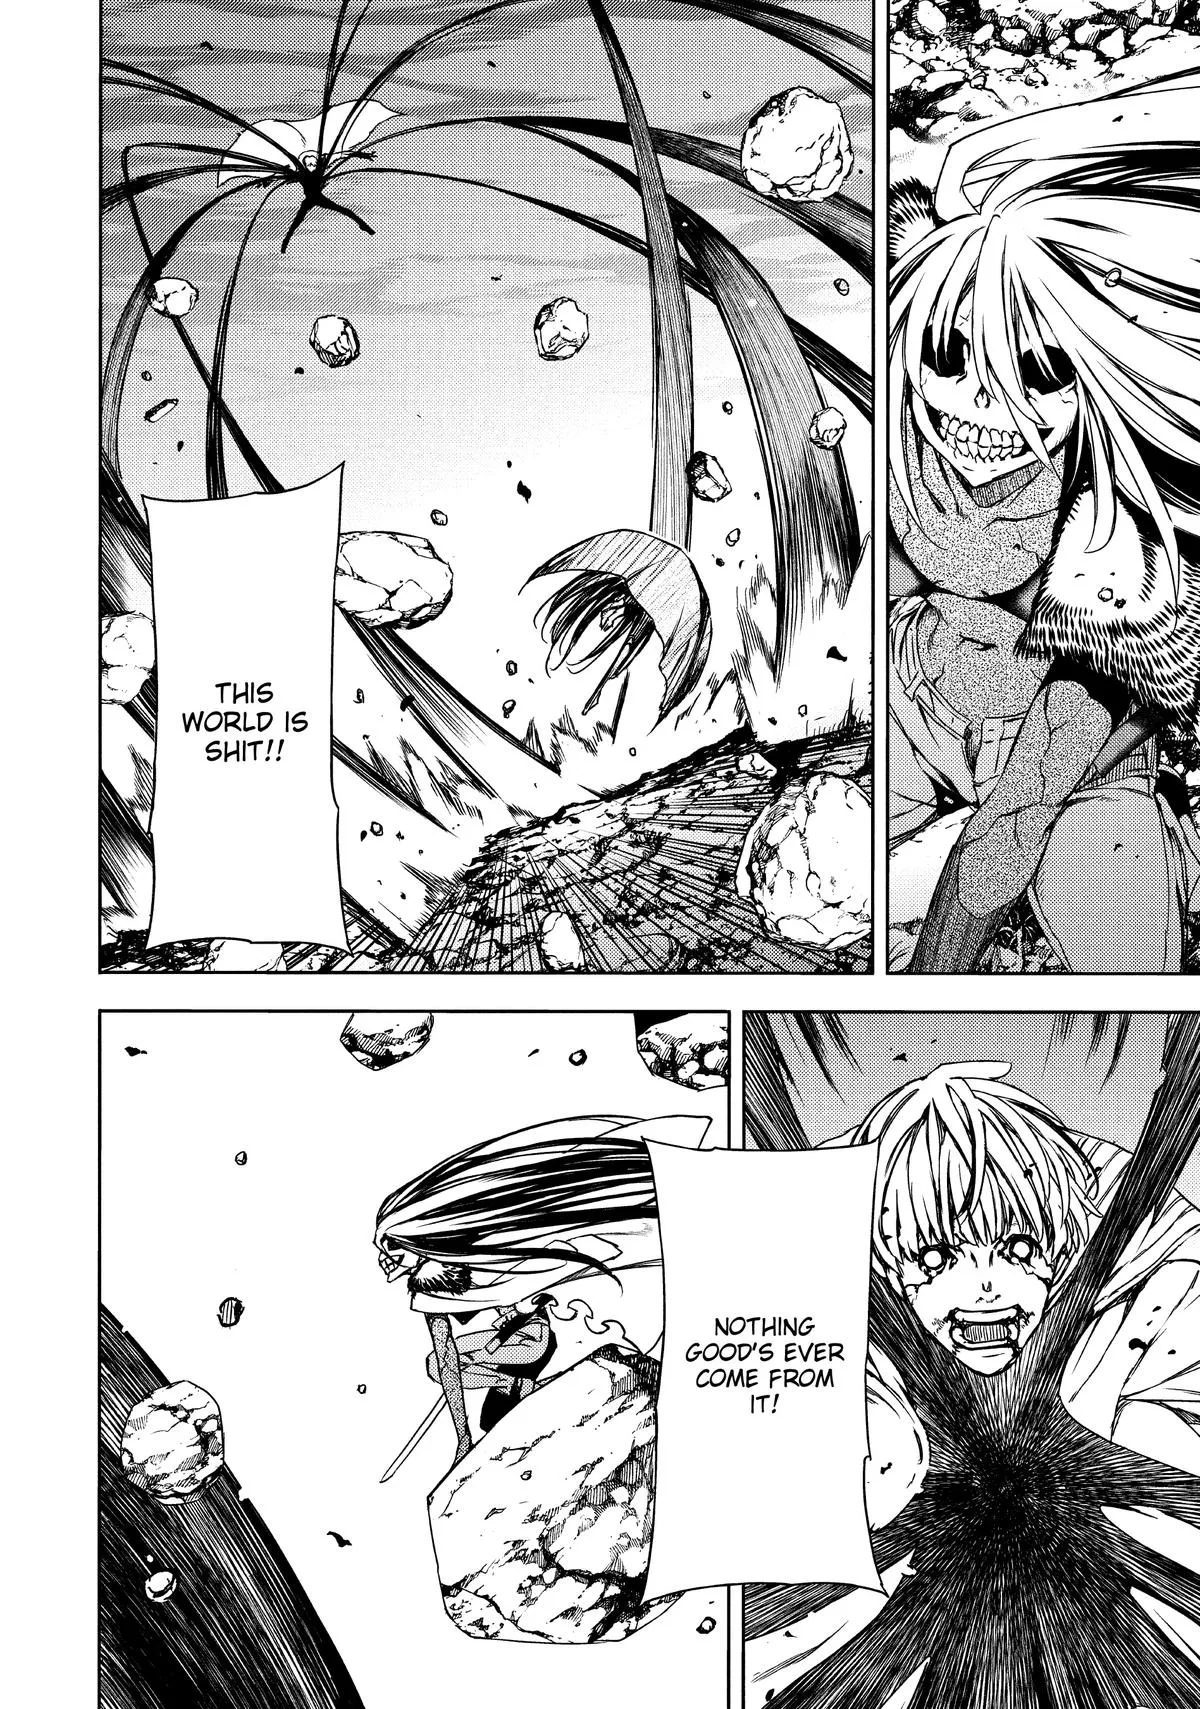 THIS
WORLD IS
SHIT!!
NOTHING
GOOD'S EVER
COME FROM
IT!